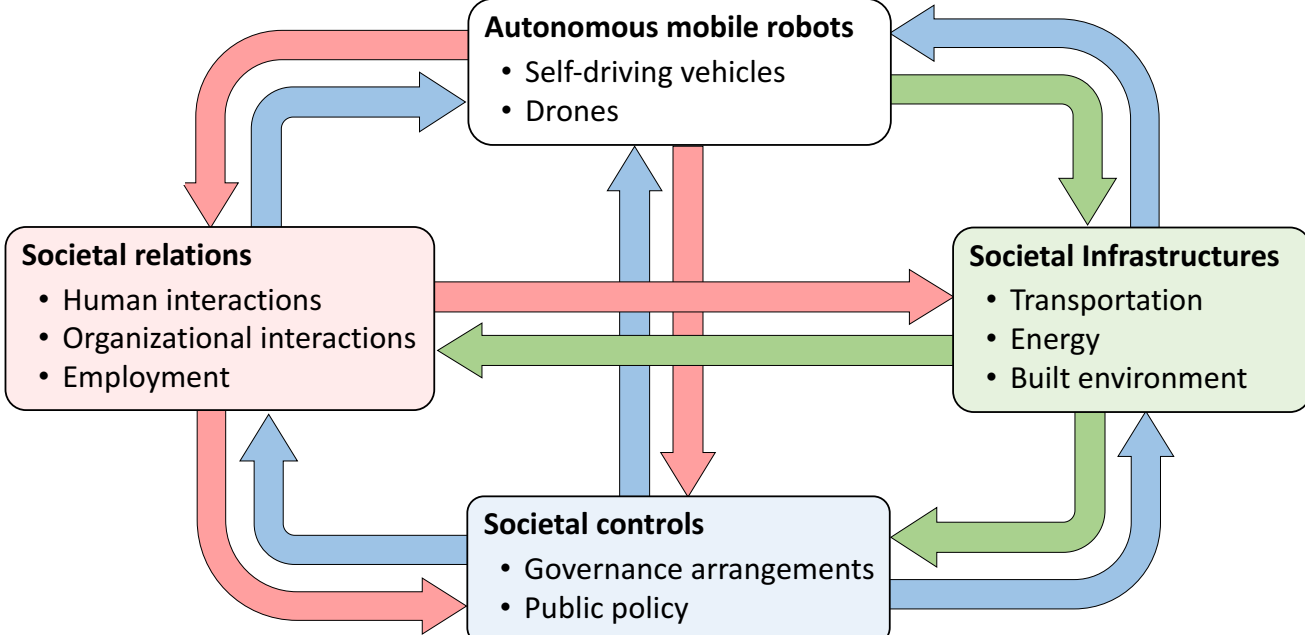 Autonomous mobile robots
• Self-driving vehicles
• Drones
Societal relations
• Human interactions
• Organizational interactions
• Employment
Societal Infrastructures
• Transportation
• Energy
• Built environment
Societal controls
• Governance arrangements
• Public policy